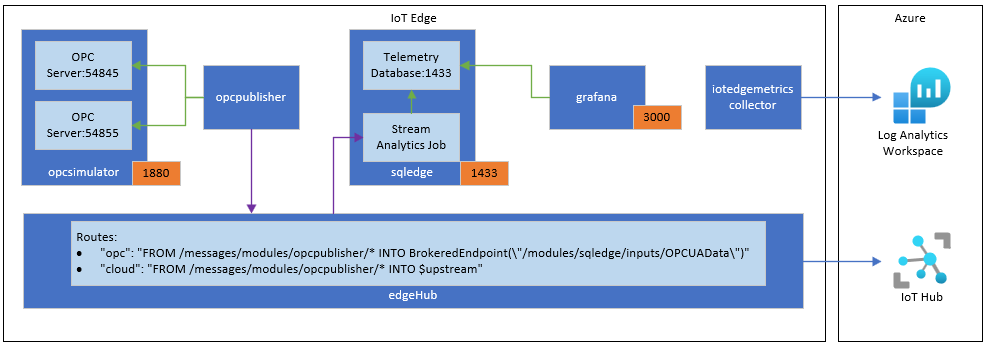 IoT Edge
Azure
OPC
Server:54845
OPC
Server:54855
opcsimulator
1880
opcpublisher
Telemetry
Database:1433
Stream
Analytics Job
sqledge
1433
grafana
3000
iotedgemetrics
collector
Log Analytics
Workspace
Routes:
• "opc": "FROM /messages/modules/opcpublisher/* INTO BrokeredEndpoint(\"/modules/sqledge/inputs/OPCUAData\")"
• "cloud": "FROM /messages/modules/opcpublisher/* INTO $upstream"
edgeHub
IoT Hub